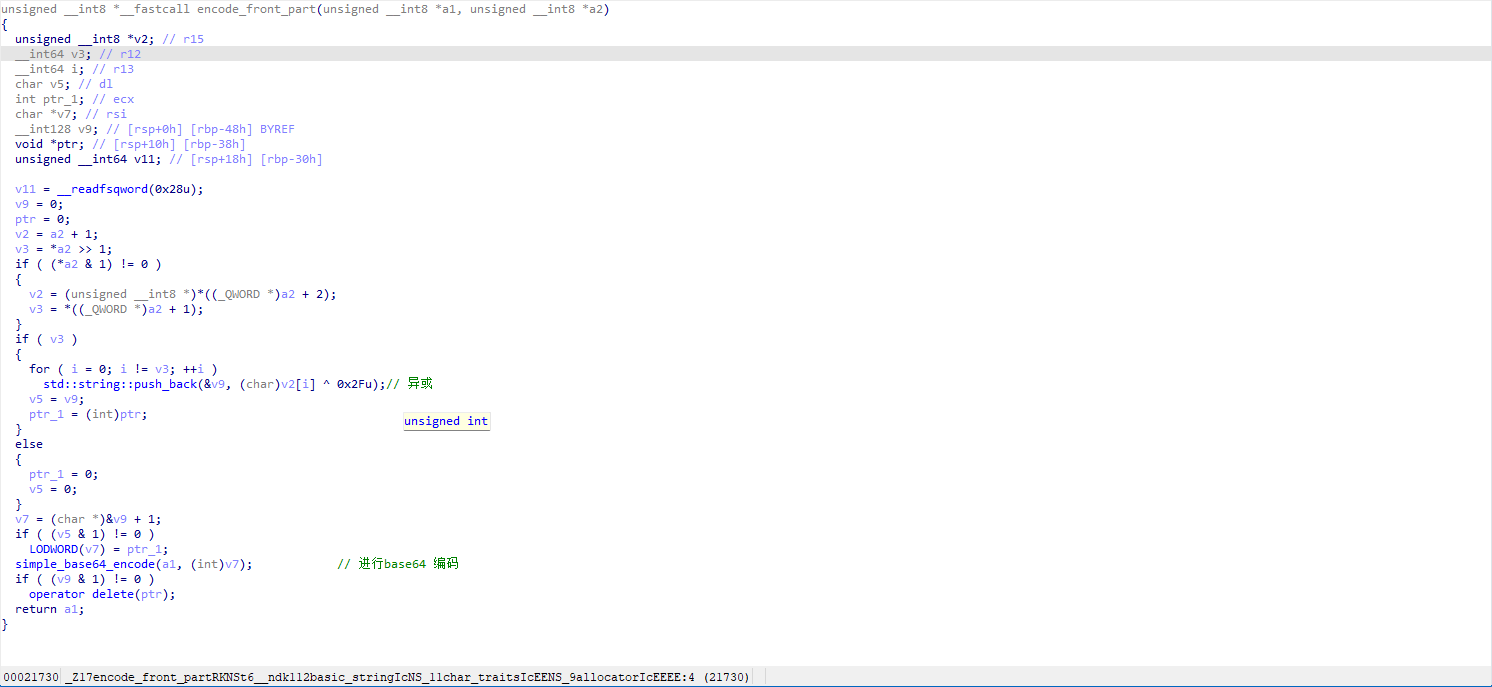 unsigned __int8 *__fastcall encode_front_part(unsigned __int8 *a1, unsigned __int8 *a2)
{
  unsigned __int8 *v2; // r15
  __int64 v3; // r12
  __int64 i; // r13
  char v5; // dl
  int ptr_1; // ecx
  char *v7; // rsi
  __int128 v9; // [rsp+0h] [rbp-48h] BYREF
  void *ptr; // [rsp+10h] [rbp-38h]
  unsigned __int64 v11; // [rsp+18h] [rbp-30h]

  v11 = __readfsqword(0x28u);
  v9 = 0;
  ptr = 0;
  v2 = a2 + 1;
  v3 = *a2 >> 1;
  if ( (*a2 & 1) != 0 )
  {
    v2 = (unsigned __int8 *)*((_QWORD *)a2 + 2);
    v3 = *((_QWORD *)a2 + 1);
  }
  if ( v3 )
  {
    for ( i = 0; i != v3; ++i )
      std::string::push_back(&v9, (char)v2[i] ^ 0x2Fu);// 异或
    v5 = v9;
    ptr_1 = (int)ptr;
unsigned int
  }
  else
  {
    ptr_1 = 0;
    v5 = 0;
  }
  v7 = (char *)&v9 + 1;
  if ( (v5 & 1) != 0 )
    LODWORD(v7) = ptr_1;
  simple_base64_encode(a1, (int)v7);            // 进行base64 编码
  if ( (v9 & 1) != 0 )
    operator delete(ptr);
  return a1;
}
00021730 _Z17encode_front_partRKNSt6__ndk112basic_stringIcNS_11char_traitsIcEENS_9allocatorIcEEEE:4 (21730)